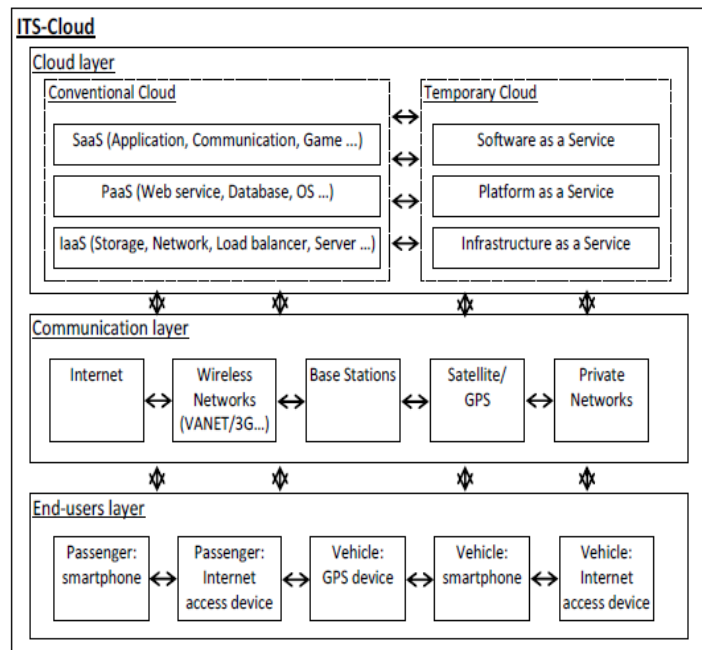 ITS-Cloud
Cloud layer
Conventional Cloud
SaaS (Application, Communication, Game ...)
PaaS (Web service, Database, OS ...)
IaaS (Storage, Network, Load balancer, Server ...)
Temporary Cloud
Software as a Service
Platform as a Service
Infrastructure as a Service
Communication layer
Internet
Wireless
Networks
(VANET/3G...)
Base Stations
Satellite/
GPS
Private
Networks
End-users layer
Passenger:
smartphone
Passenger:
Internet
access device
Vehicle:
GPS device
Vehicle:
smartphone
Vehicle:
Internet
access device